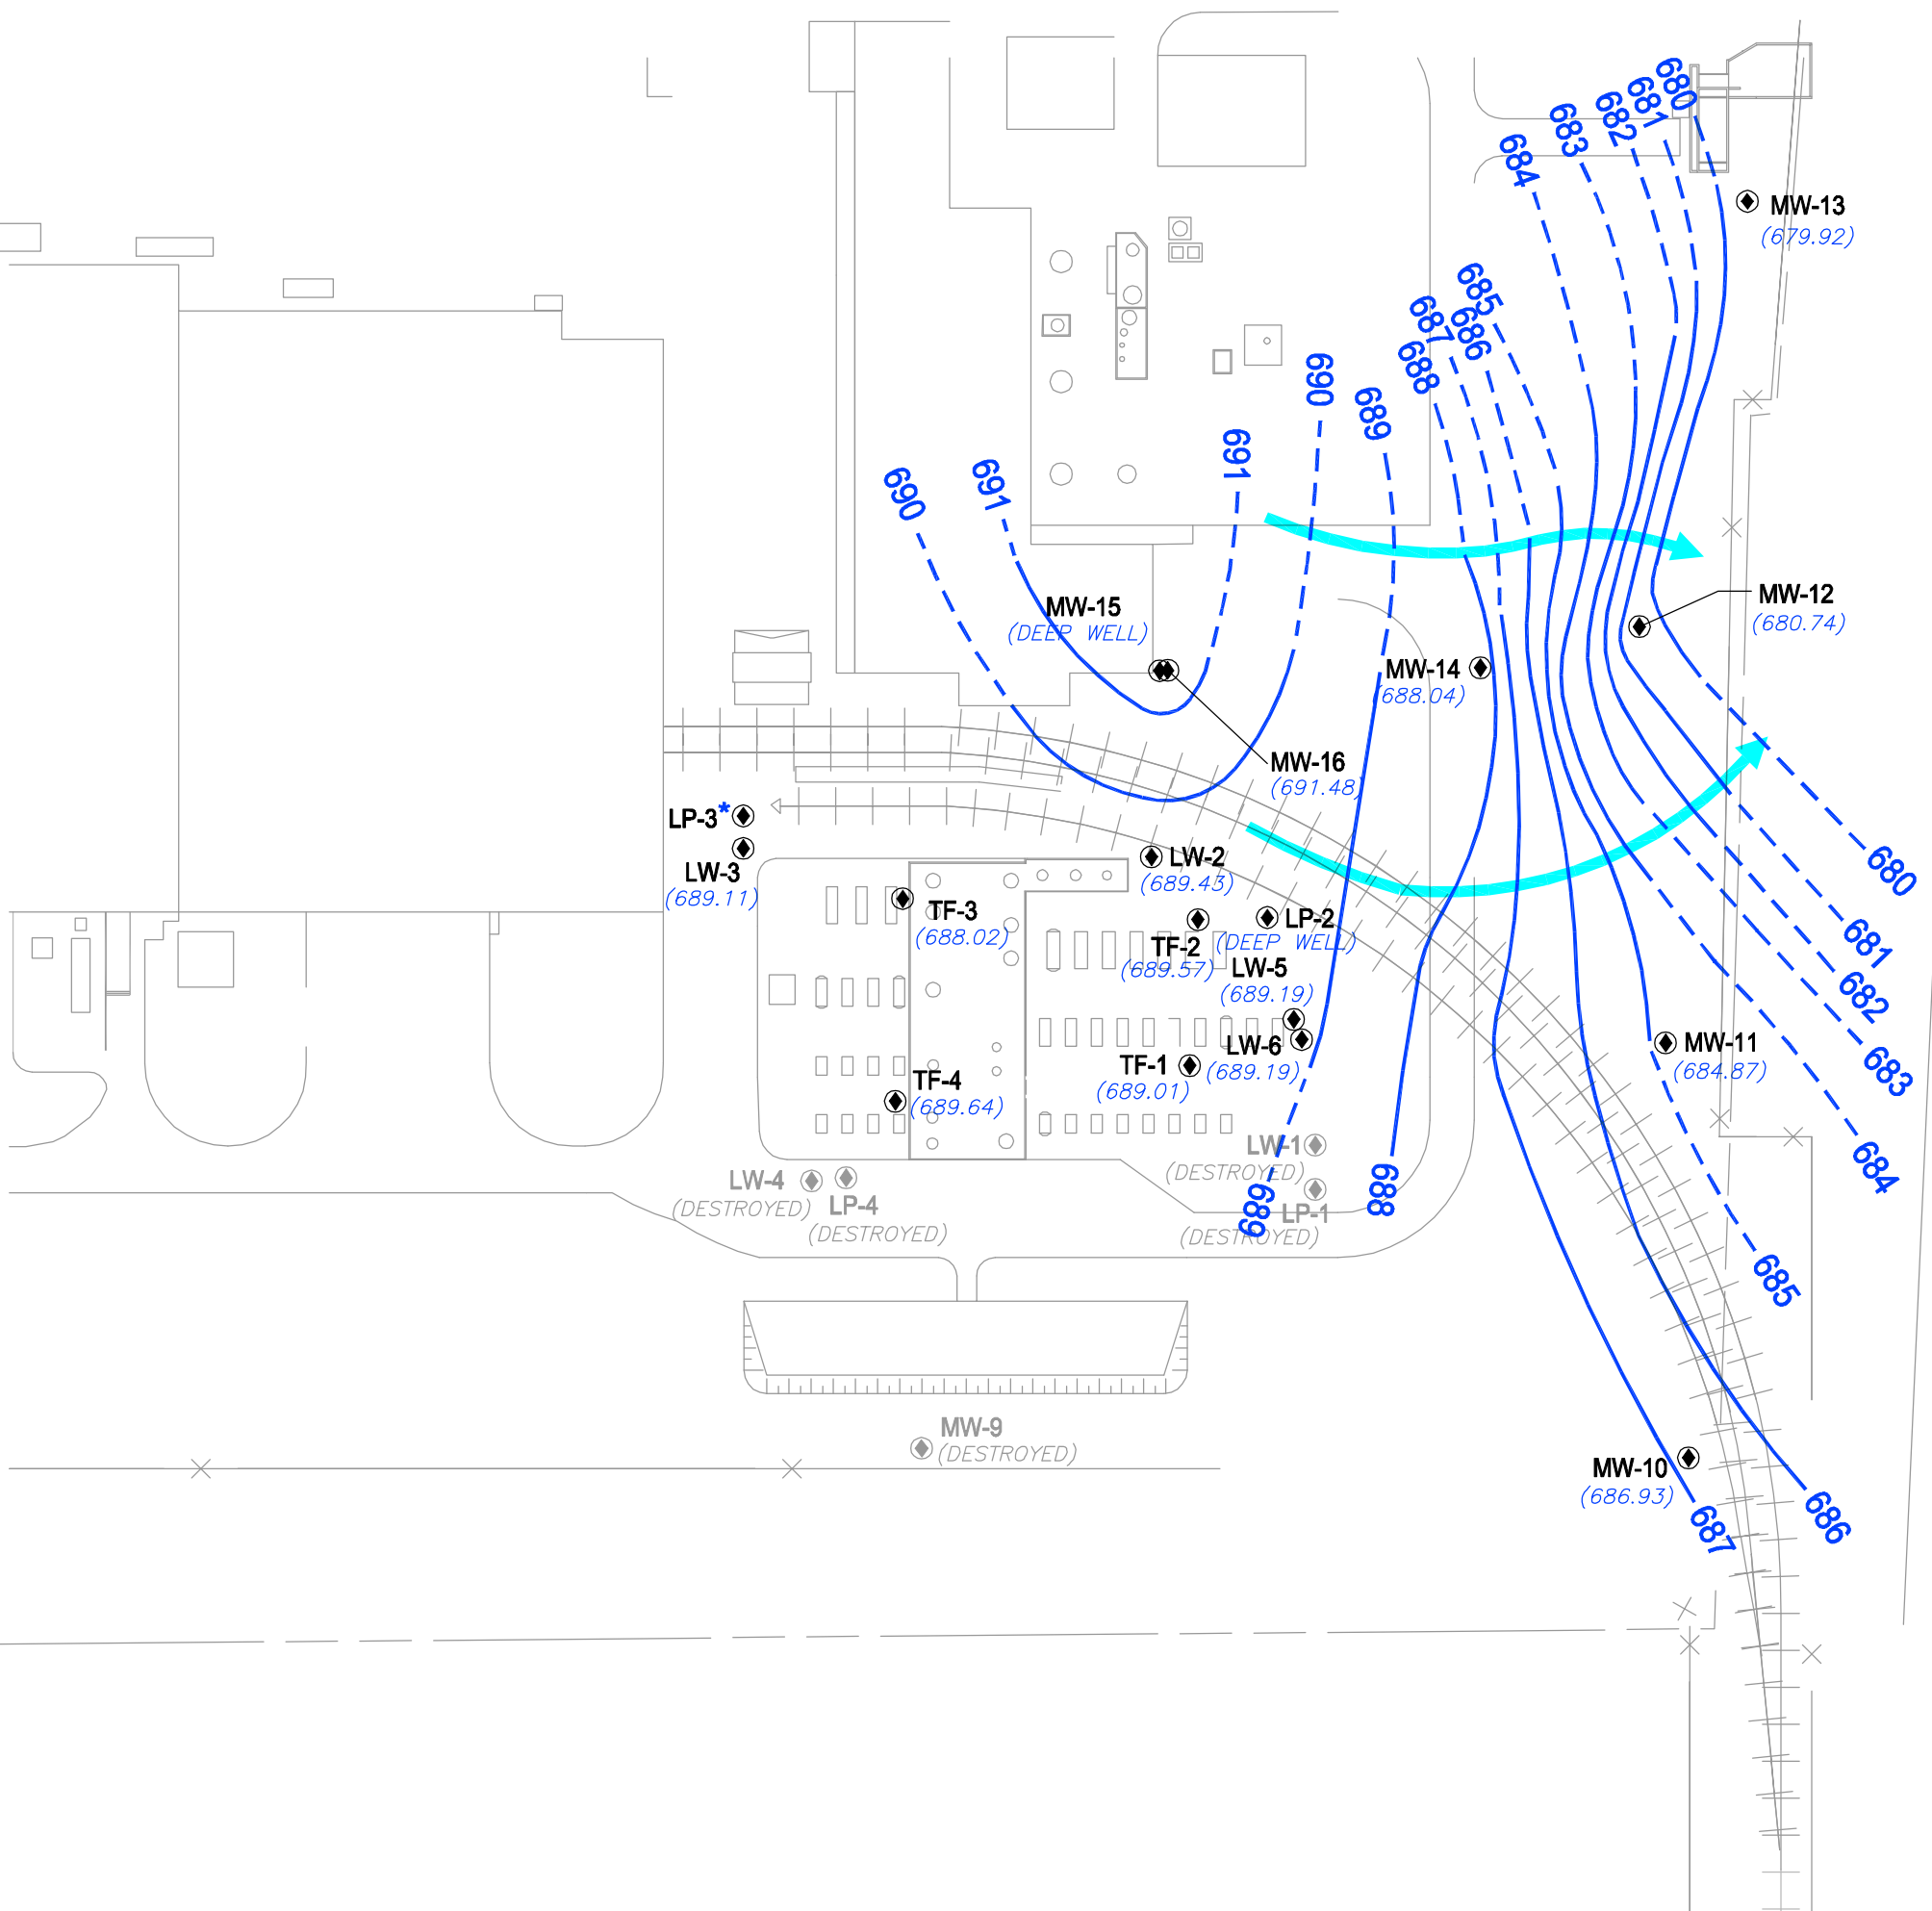 680
681
682
683
684
MW-13
(679.92)
685
687
686
688
690
689
691
691
690
MW-15
(DEEP WELL)
MW-12
(680.74)
MW-14
(688.04)
MW-16
(691.48)
LP-3*
LW-3
(689.11)
LW-2
(689.43)
680
TF-3
(688.02)
LP-2
(DEEP WELL)
TF-2
(689.57)
681
LW-5
(689.19)
682
LW-6
(689.19)
MW-11
(684.87)
683
TF-1
(689.01)
TF-4
(689.64)
LW-1
(DESTROYED)
684
LW-4
(DESTROYED)
LP-4
(DESTROYED)
688
689
LP-1
(DESTROYED)
685
MW-9
(DESTROYED)
MW-10
(686.93)
686
687